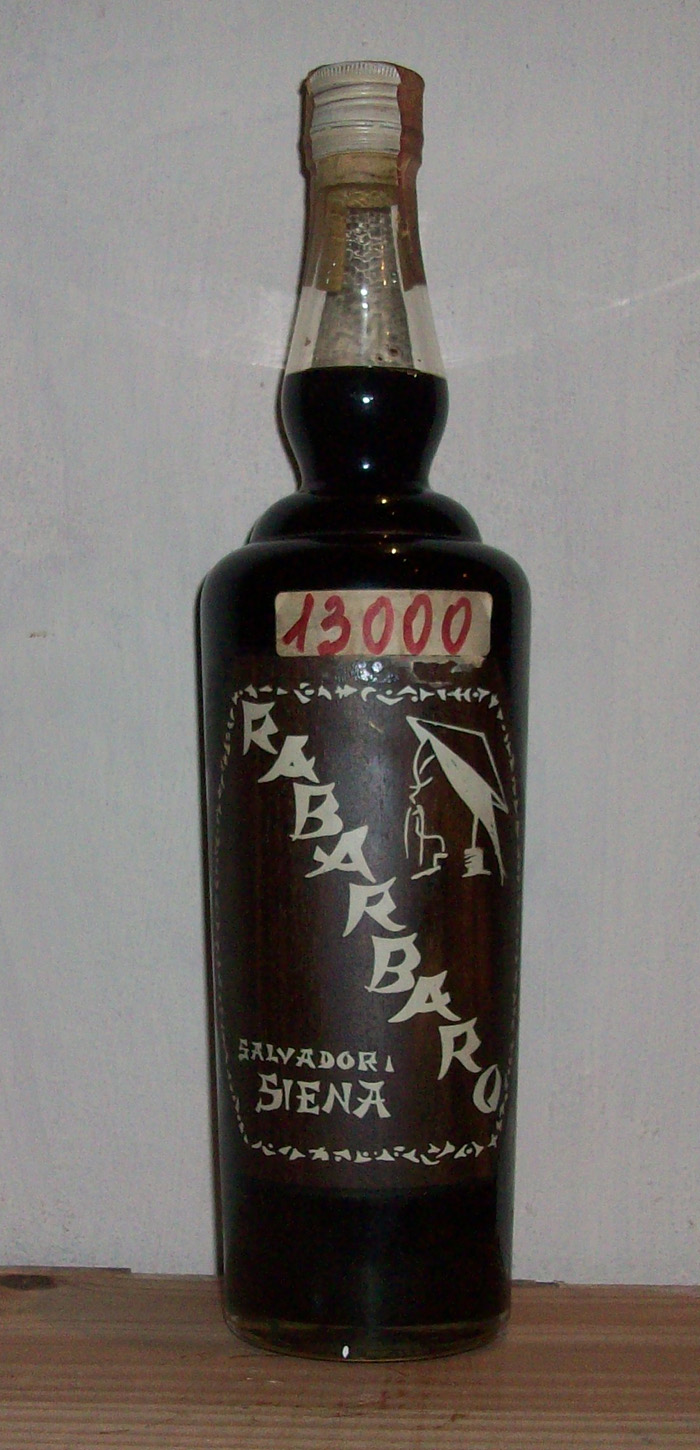 13000
RABARBARO
SALVADORI
SIENA